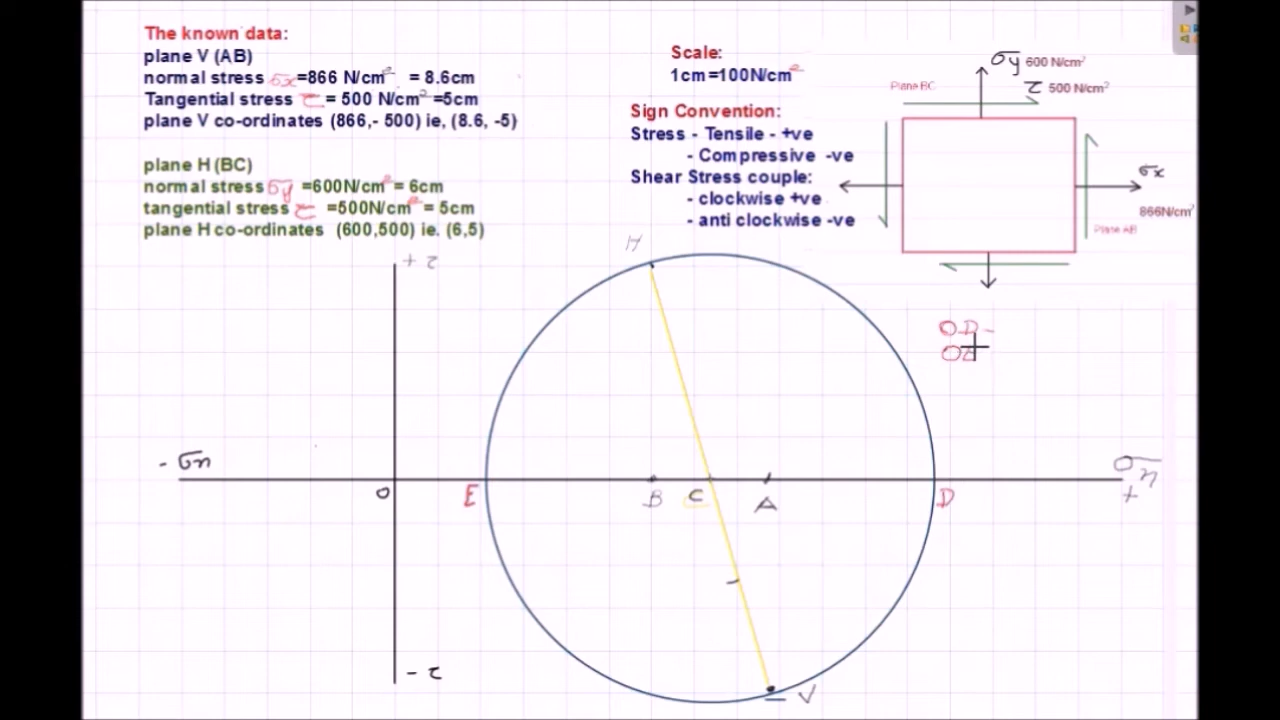 The known data:
plane V (AB)
normal stress σx=866 N/cm² = 8.6cm
Tangential stress τ = 500 N/cm² =5cm
plane V co-ordinates (866,- 500) ie, (8.6, -5)
plane H (BC)
normal stress σy =600N/cm² = 6cm
tangential stress τ =500N/cm² = 5cm
plane H co-ordinates (600,500) ie. (6,5)
Scale:
1cm=100N/cm²
Sign Convention:
Stress - Tensile - +ve
- Compressive -ve
Shear Stress couple:
- clockwise +ve
- anti clockwise -ve
σy 600 N/cm²
Plane BC
τ 500 N/cm²
σx
866N/cm²
Plane AB
H
+ τ
OD-
OE
- σn
σn
+
O
E
B
C
A
D
- τ
V